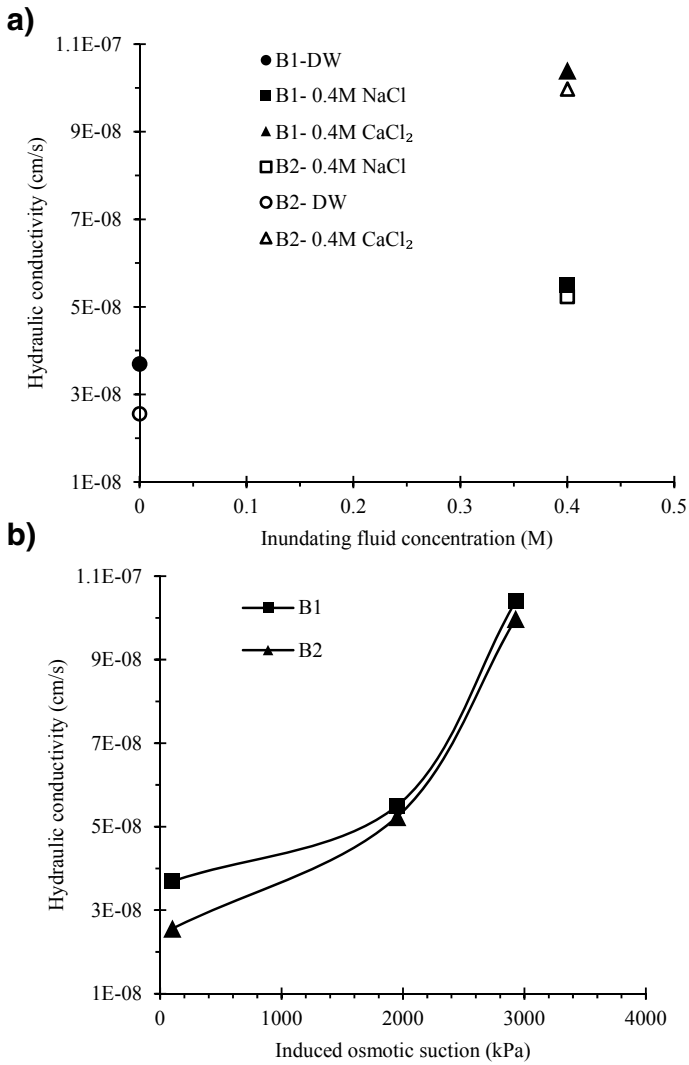 a)
1.1E-07
9E-08
7E-08
5E-08
3E-08
1E-08
Hydraulic conductivity (cm/s)
B1-DW
B1- 0.4M NaCl
B1- 0.4M CaCl₂
B2- 0.4M NaCl
B2- DW
B2- 0.4M CaCl₂
0 0.1 0.2 0.3 0.4 0.5
Inundating fluid concentration (M)
b)
1.1E-07
9E-08
7E-08
5E-08
3E-08
1E-08
Hydraulic conductivity (cm/s)
B1
B2
0 1000 2000 3000 4000
Induced osmotic suction (kPa)